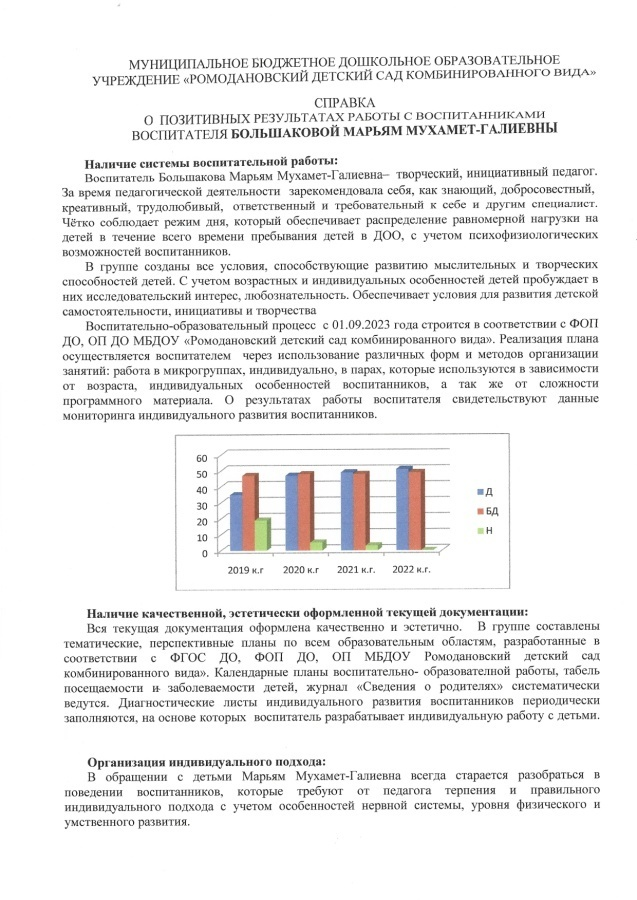 МУНИЦИПАЛЬНОЕ БЮДЖЕТНОЕ ДОШКОЛЬНОЕ ОБРАЗОВАТЕЛЬНОЕ
УЧРЕЖДЕНИЕ «РОМОДАНОВСКИЙ ДЕТСКИЙ САД КОМБИНИРОВАННОГО ВИДА»
СПРАВКА
О ПОЗИТИВНЫХ РЕЗУЛЬТАТАХ РАБОТЫ С ВОСПИТАННИКАМИ
ВОСПИТАТЕЛЯ БОЛЬШАКОВОЙ МАРЬЯМ МУХАМЕТ-ГАЛИЕВНЫ
Наличие системы воспитательной работы:
Воспитатель Большакова Марьям Мухамет-Галиевна– творческий, инициативный педагог.
За время педагогической деятельности зарекомендовала себя, как знающий, добросовестный,
креативный, трудолюбивый, ответственный и требовательный к себе и другим специалист.
Чётко соблюдает режим дня, который обеспечивает распределение равномерной нагрузки на
детей в течение всего времени пребывания детей в ДОО, с учетом психофизиологических
возможностей воспитанников.
В группе созданы все условия, способствующие развитию мыслительных и творческих
способностей детей. С учетом возрастных и индивидуальных особенностей детей пробуждает в
них исследовательский интерес, любознательность. Обеспечивает условия для развития детской
самостоятельности, инициативы и творчества
Воспитательно-образовательный процесс с 01.09.2023 года строится в соответствии с ФОП
ДО, ОП ДО МБДОУ «Ромодановский детский сад комбинированного вида». Реализация плана
осуществляется воспитателем через использование различных форм и методов организации
занятий: работа в микрогруппах, индивидуально, в парах, которые используются в зависимости
от возраста, индивидуальных особенностей воспитанников, а так же от сложности
программного материала. О результатах работы воспитателя свидетельствуют данные
мониторинга индивидуального развития воспитанников.
60
50
40
30
20
10
0
2019 к.г
2020 к.г
2021 к.г.
2022 к.г.
Д
БД
Н
Наличие качественной, эстетически оформленной текущей документации:
Вся текущая документация оформлена качественно и эстетично. В группе составлены
тематические, перспективные планы по всем образовательным областям, разработанные в
соответствии с ФГОС ДО, ФОП ДО, ОП МБДОУ Ромодановский детский сад
комбинированного вида». Календарные планы воспитательно- образователной работы, табель
посещаемости и заболеваемости детей, журнал «Сведения о родителях» систематически
ведутся. Диагностические листы индивидуального развития воспитанников периодически
заполняются, на основе которых воспитатель разрабатывает индивидуальную работу с детьми.
Организация индивидуального подхода:
В обращении с детьми Марьям Мухамет-Галиевна всегда старается разобраться в
поведении воспитанников, которые требуют от педагога терпения и правильного
индивидуального подхода с учетом особенностей нервной системы, уровня физического и
умственного развития.